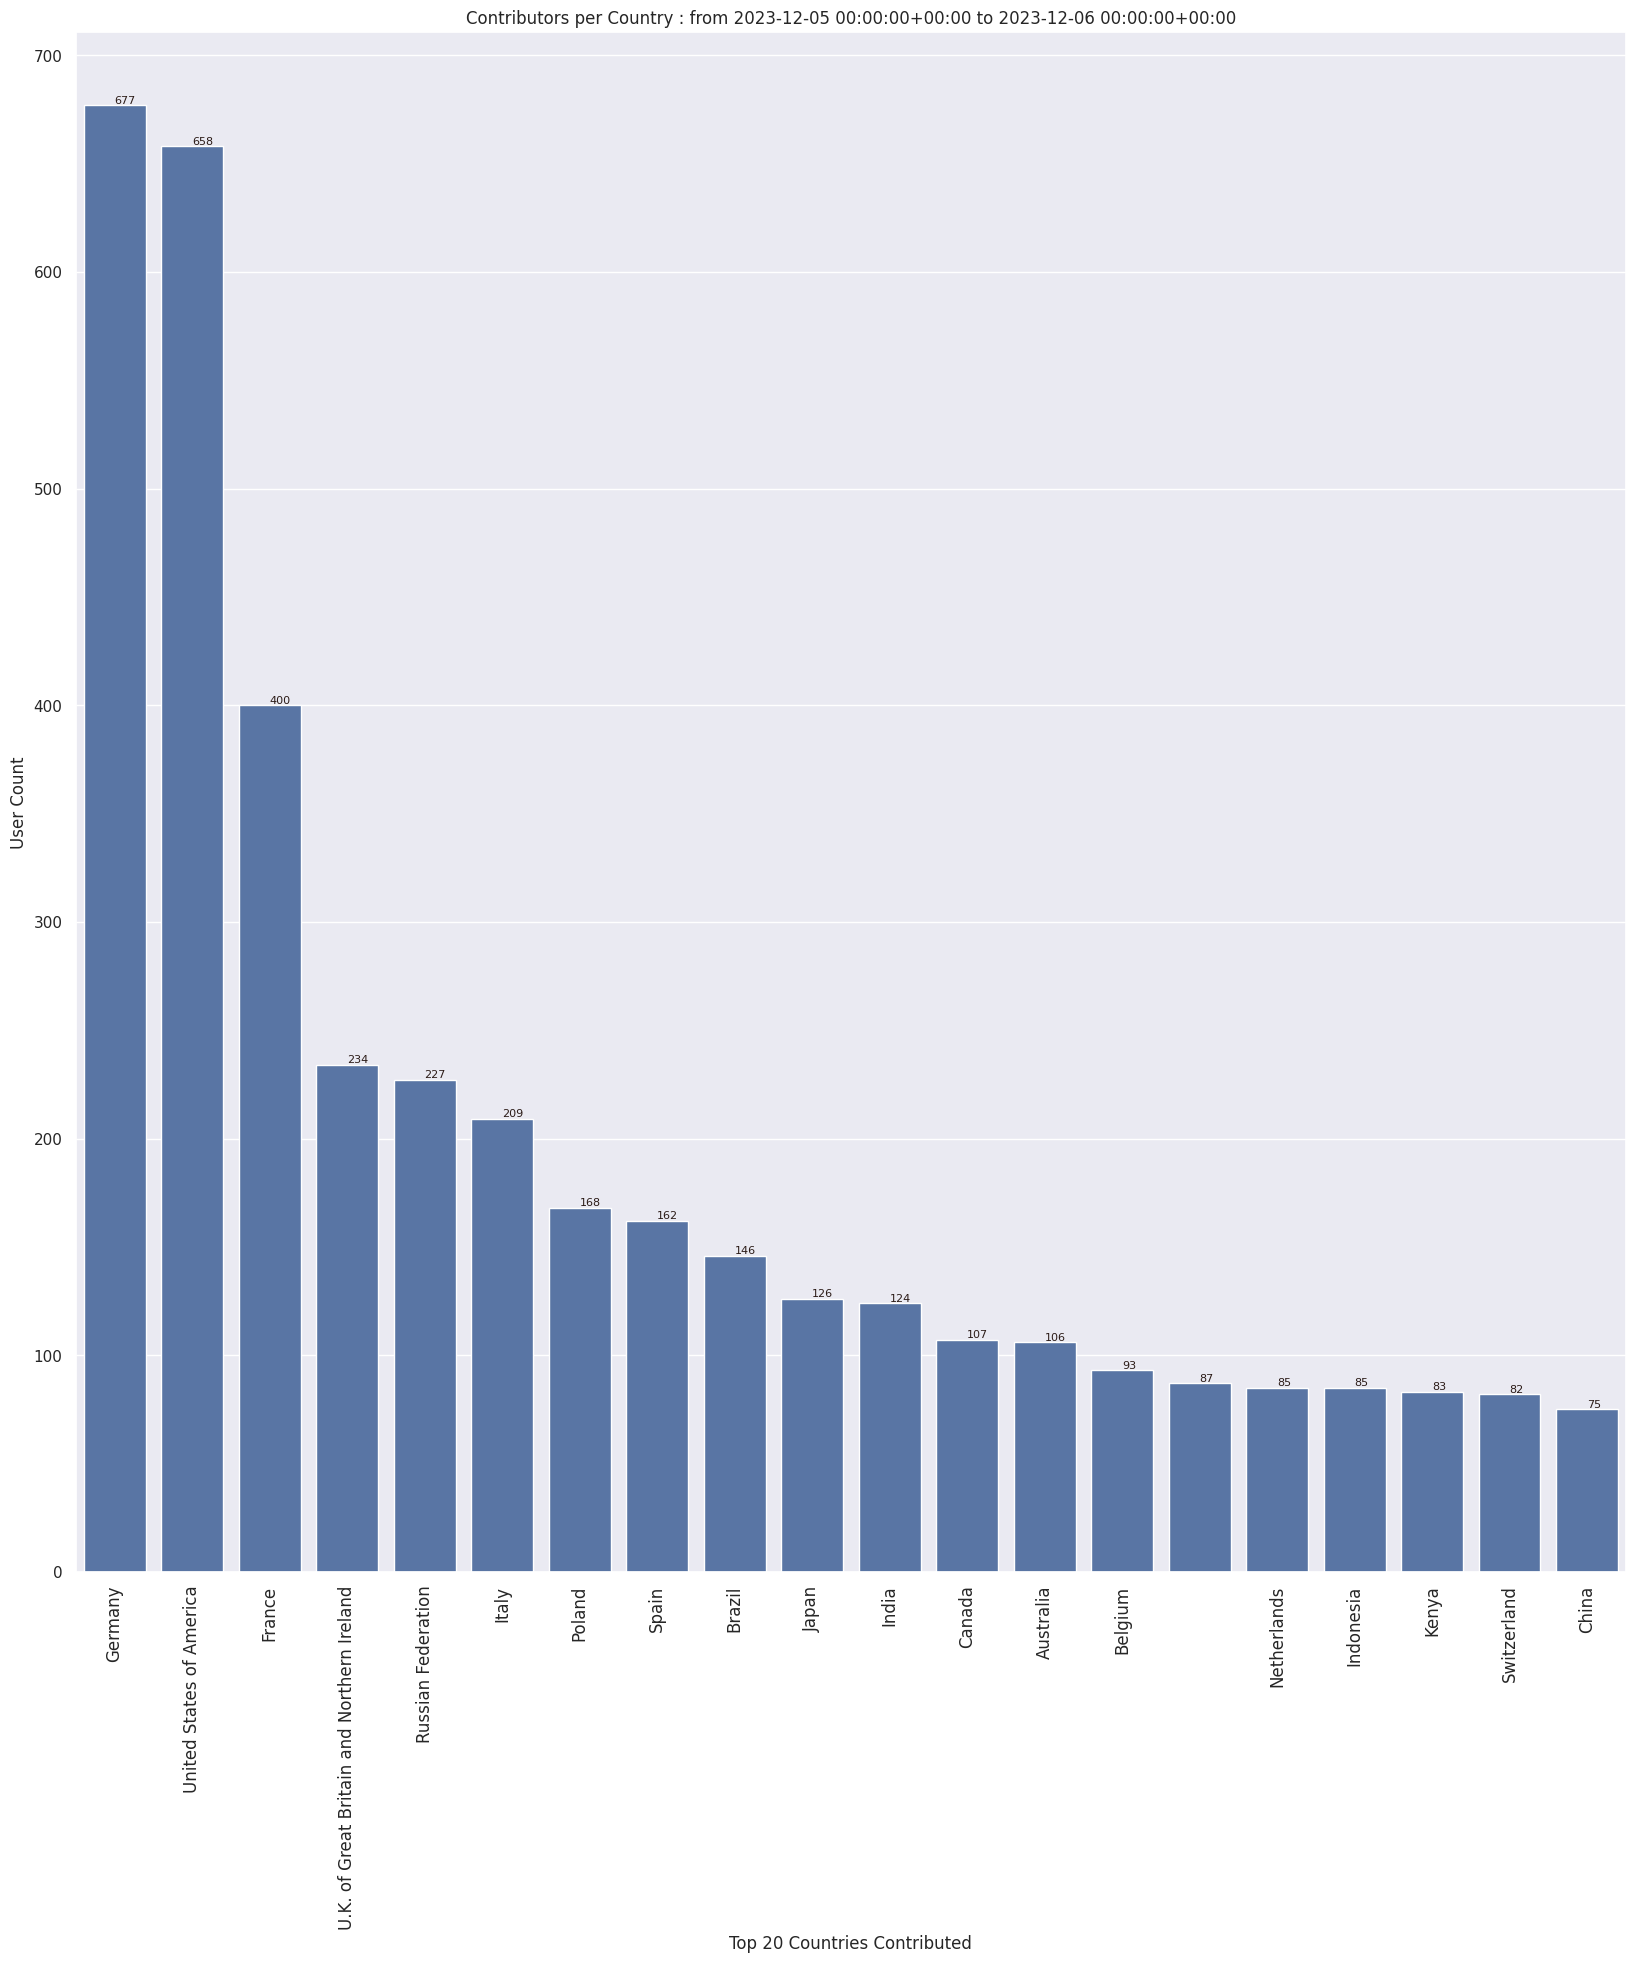 Contributors per Country : from 2023-12-05 00:00:00+00:00 to 2023-12-06 00:00:00+00:00
User Count
700
600
500
400
300
200
100
0
677
658
400
234
227
209
168
162
146
126
124
107
106
93
87
85
85
83
82
75
Germany
United States of America
France
U.K. of Great Britain and Northern Ireland
Russian Federation
Italy
Poland
Spain
Brazil
Japan
India
Canada
Australia
Belgium
Netherlands
Indonesia
Kenya
Switzerland
China
Top 20 Countries Contributed